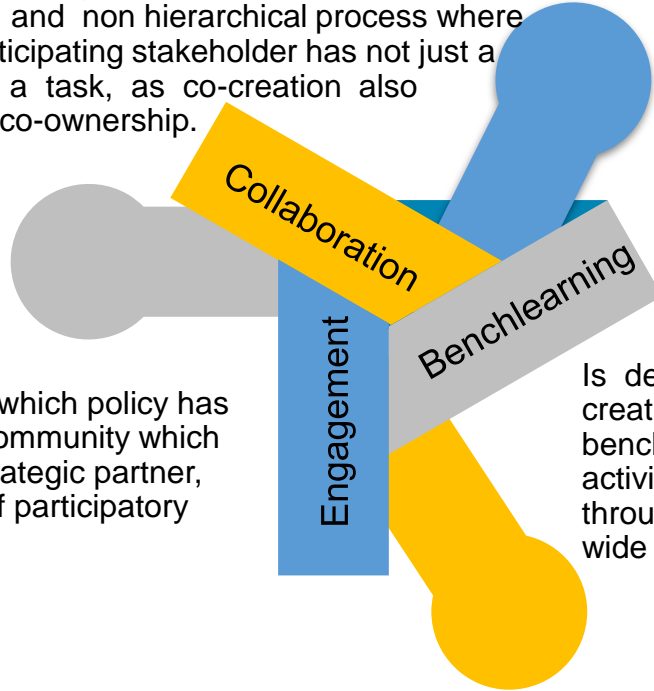 and non hierarchical process where
ticipating stakeholder has not just a
a task, as co-creation also
co-ownership.
Collaboration
Benchlearning
Engagement
which policy has
ommunity which
ategic partner,
f participatory
Is de
creat
bench
activi
throu
wide